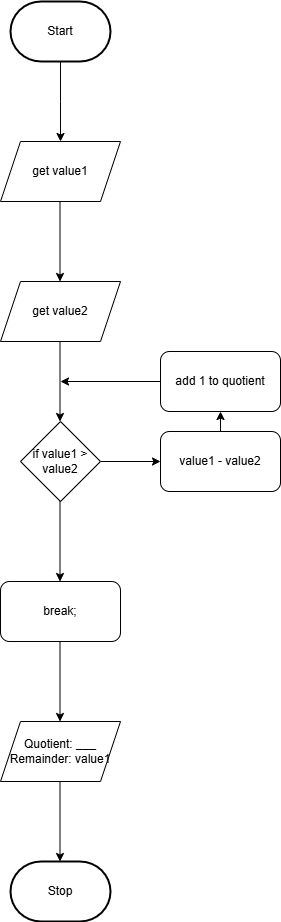 Start
get value1
get value2
add 1 to quotient
if value1 >
value2
value1 - value2
break;
Quotient: ___
Remainder: value1
Stop